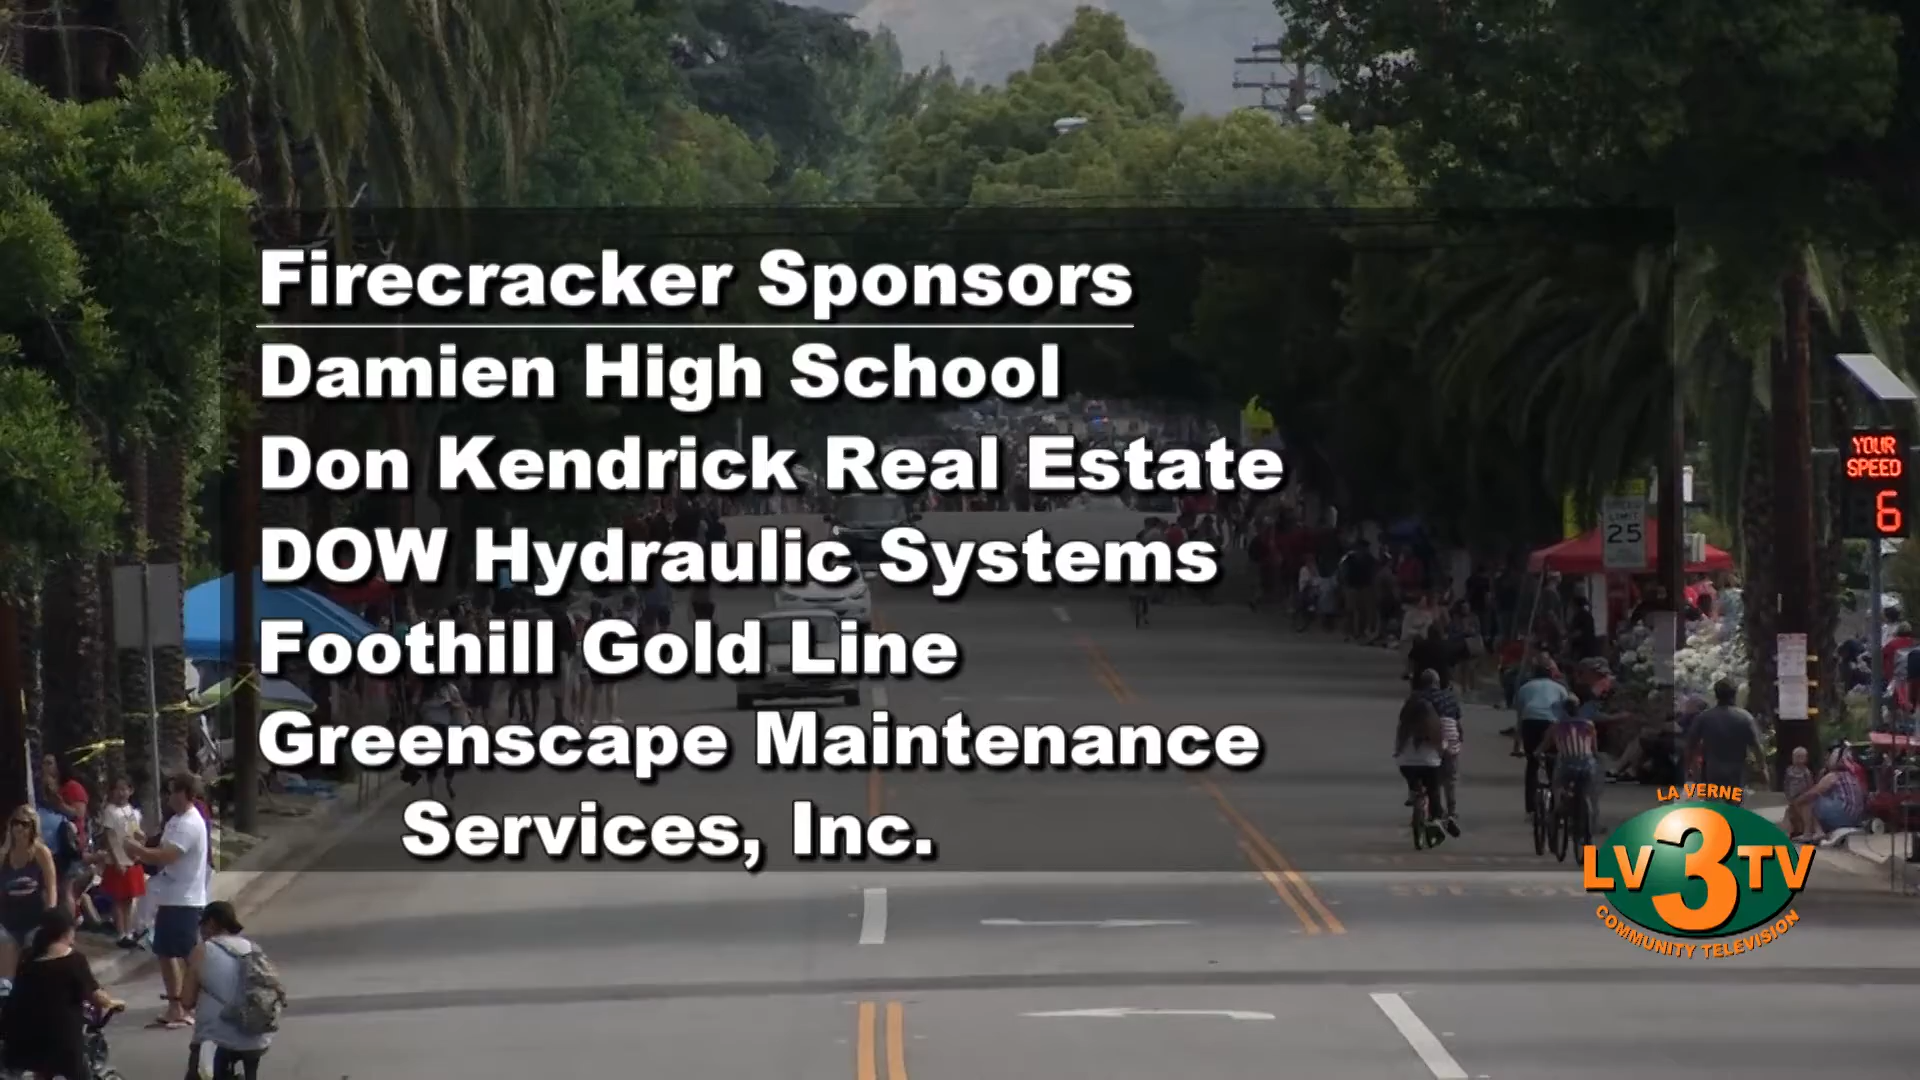 Firecracker Sponsors
Damien High School
Don Kendrick Real Estate
DOW Hydraulic Systems
Foothill Gold Line
Greenscape Maintenance
Services, Inc.
YOUR
SPEED
6
LIMIT
25
LA VERNE
LV3TV
COMMUNITY TELEVISION